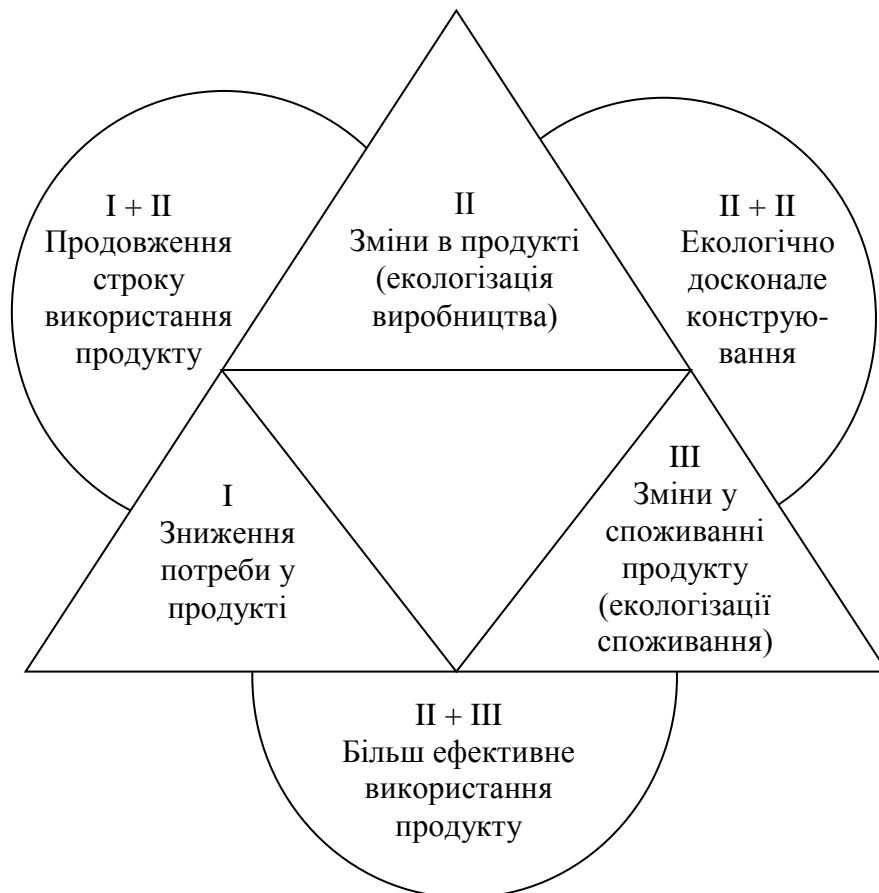 I + II
Продовження
строку
використання
продукту
II
Зміни в продукті
(екологізація
виробництва)
II + II
Екологічно
досконале
конструю-
вання
I
Зниження
потреби у
продукті
III
Зміни у
споживанні
продукту
(екологізації
споживання)
II + III
Більш ефективне
використання
продукту